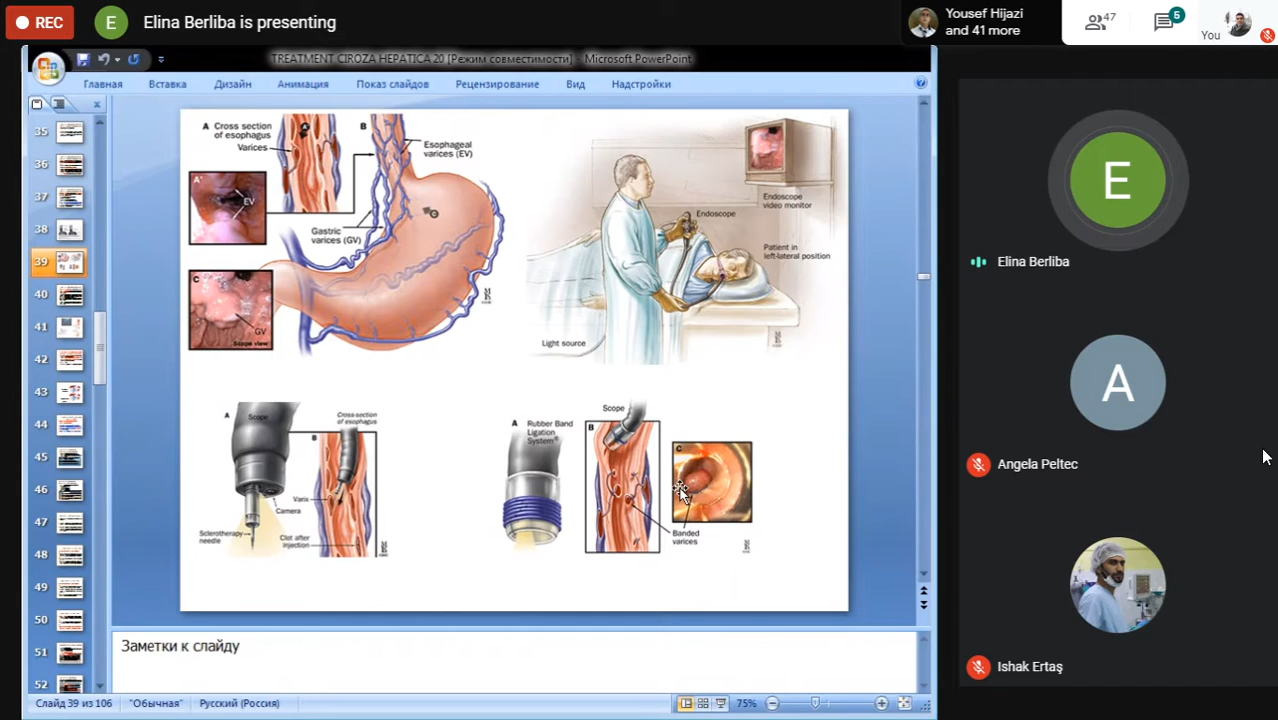 REC
E
Elina Berliba is presenting
Yousef Hijazi
and 41 more
47
5
You
TREATMENT CIROZA HEPATICA 20 [Режим совместимости] - Microsoft PowerPoint
Главная
Вставка
Дизайн
Анимация
Показ слайдов
Рецензирование
Вид
Надстройки
35
36
37
38
39
40
41
42
43
44
45
46
47
48
49
50
51
52
A Cross section
of esophagus
Varices
A
B
Esophageal
varices (EV)
A'
EV
C
Gastric
varices (GV)
C
GV
Scope view
Endoscope
video monitor
Endoscope
Patient in
left-lateral position
Light source
A
Scope
Cross section
of esophagus
B
Varix
Camera
Sclerotherapy
needle
Clot after
injection
Scope
A Rubber Band
Ligation
System®
B
C
Banded
varices
Заметки к слайду
Слайд 39 из 106
"Обычная"
Русский (Россия)
75%
E
Elina Berliba
A
Angela Peltec
Ishak Ertaş